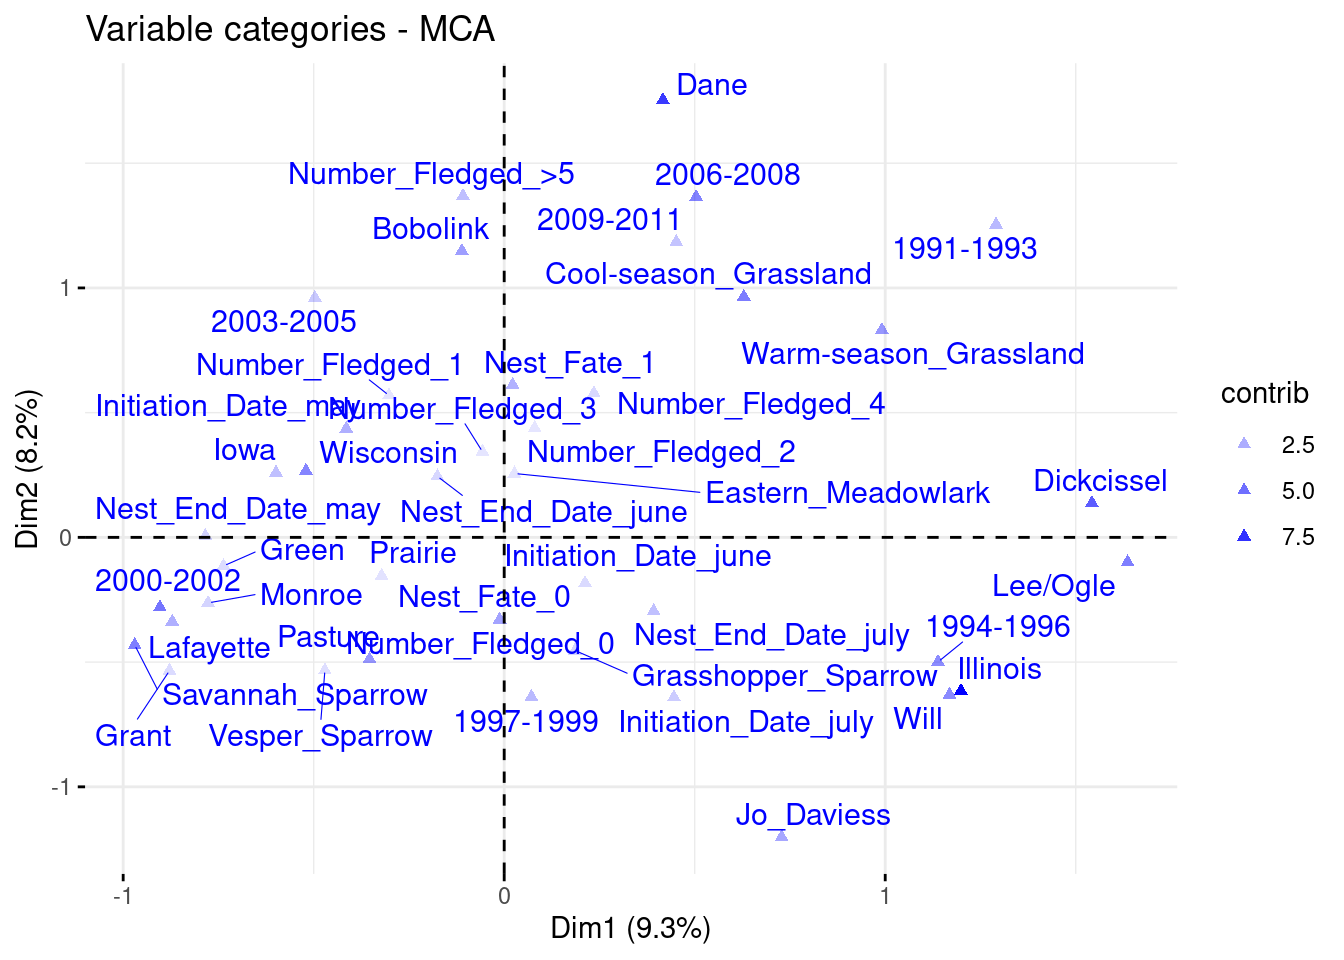 Variable categories - MCA
Dane
Number_Fledged_>5
2006-2008
2009-2011
Bobolink
1991-1993
Cool-season_Grassland
1
2003-2005
Warm-season_Grassland
Number_Fledged_1
Nest_Fate_1
Initiation_Date_may
Number_Fledged_3
Number_Fledged_4
Iowa
Wisconsin
Number_Fledged_2
Eastern_Meadowlark
Dickcissel
Nest_End_Date_may
Nest_End_Date_june
0
Green
Prairie
Initiation_Date_june
2000-2002
Monroe
Nest_Fate_0
Lee/Ogle
Lafayette
Pasture
Number_Fledged_0
Nest_End_Date_july
1994-1996
Grasshopper_Sparrow
Illinois
Savannah_Sparrow
Grant
Vesper_Sparrow
1997-1999
Initiation_Date_july
Will
-1
Jo_Daviess
-1
0
1
Dim1 (9.3%)
Dim2 (8.2%)
contrib
2.5
5.0
7.5